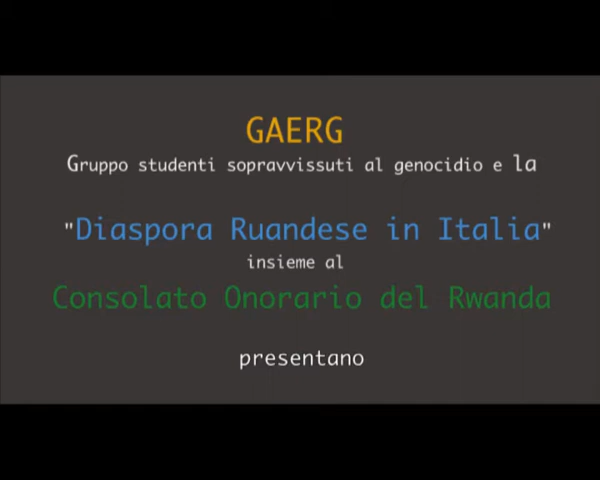 GAERG
Gruppo studenti sopravvissuti al genocidio e la
"Diaspora Ruandese in Italia"
insieme al
Consolato Onorario del Rwanda
presentano